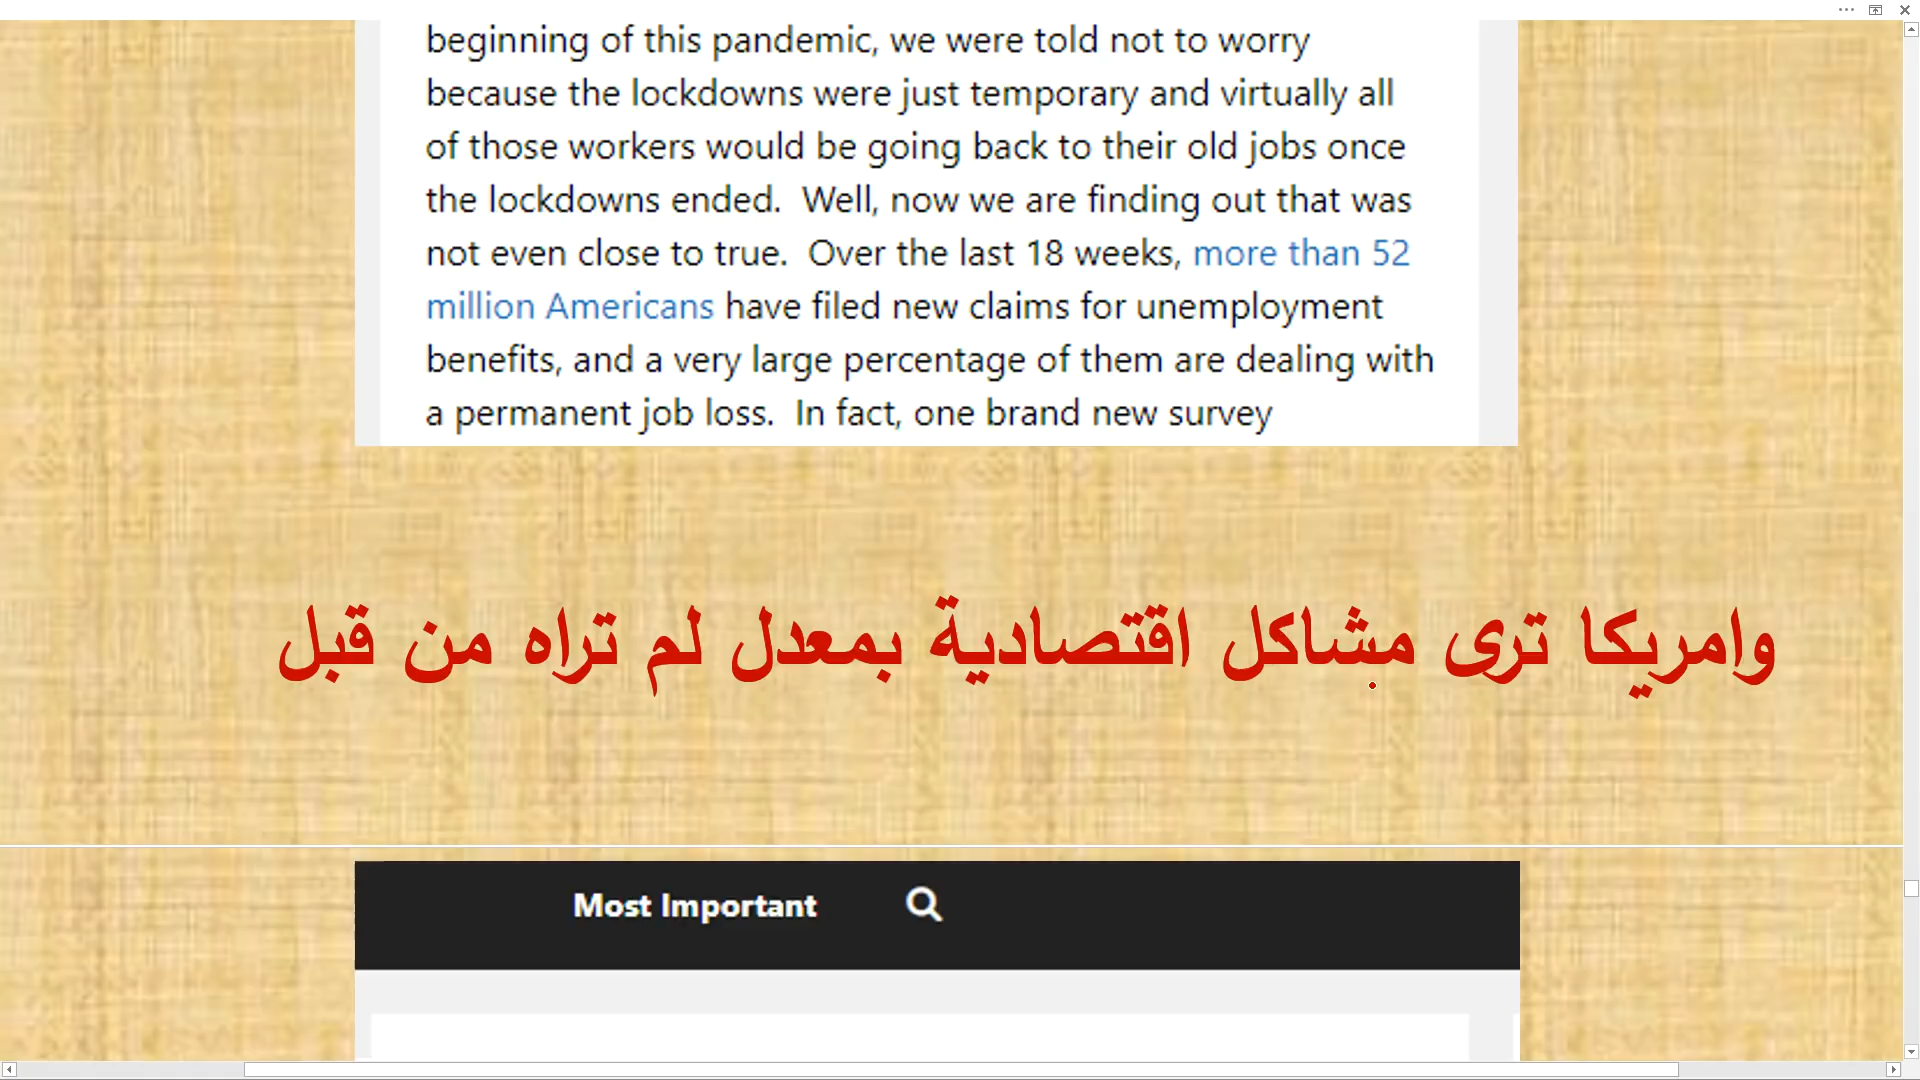 beginning of this pandemic, we were told not to worry
because the lockdowns were just temporary and virtually all
of those workers would be going back to their old jobs once
the lockdowns ended.  Well, now we are finding out that was
not even close to true.  Over the last 18 weeks, more than 52
million Americans have filed new claims for unemployment
benefits, and a very large percentage of them are dealing with
a permanent job loss.  In fact, one brand new survey
وامريكا ترى مشاكل اقتصادية بمعدل لم تراه من قبل
Most Important